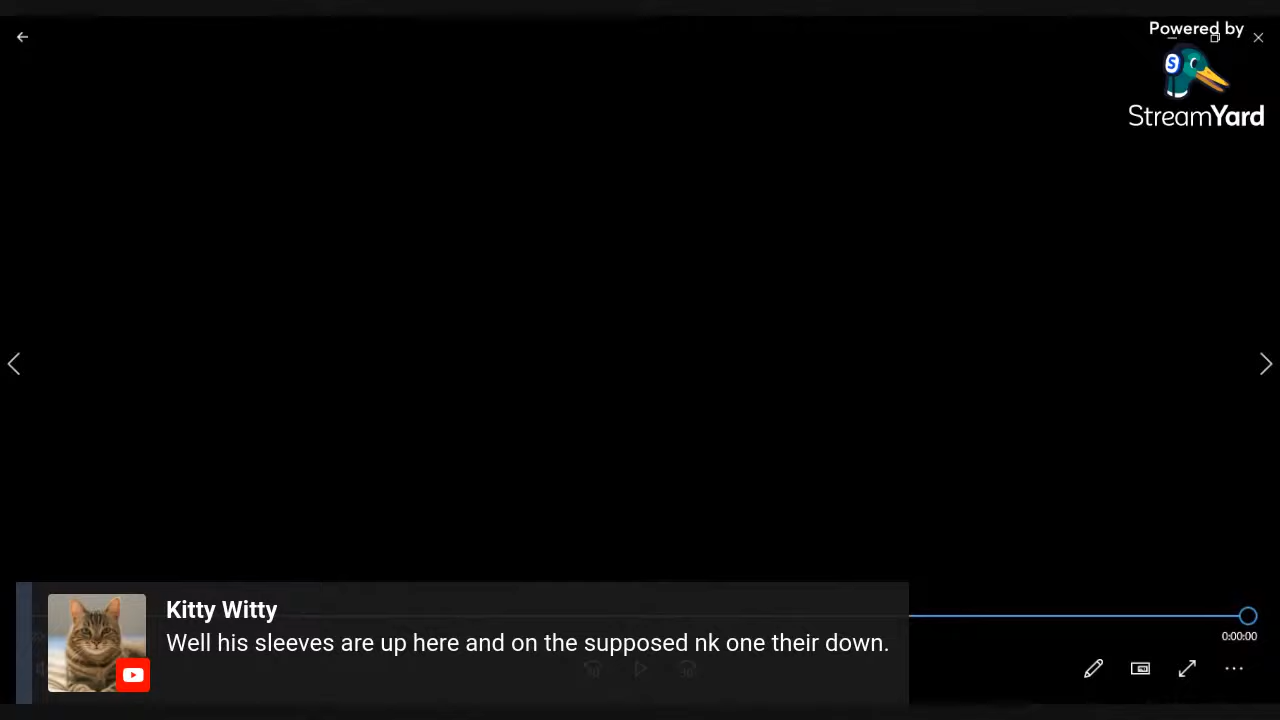 Powered by
S
StreamYard
Kitty Witty
Well his sleeves are up here and on the supposed nk one their down.
0:00:00